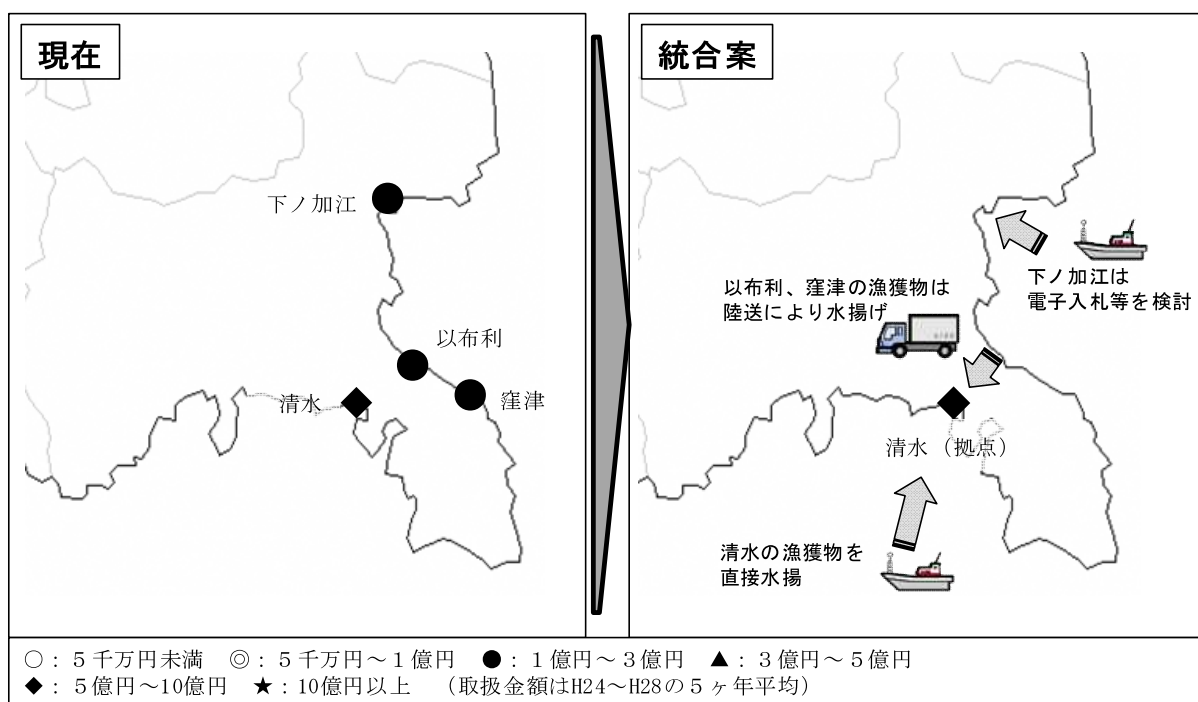 現在
下ノ加江
以布利
清水
窪津
統合案
下ノ加江は
電子入札等を検討
以布利、窪津の漁獲物は
陸送により水揚げ
清水（拠点）
清水の漁獲物を
直接水揚
○：５千万円未満　◎：５千万円～１億円　●：１億円～３億円　▲：３億円～５億円
◆：５億円～10億円　★：10億円以上　（取扱金額はH24～H28の５ヶ年平均）